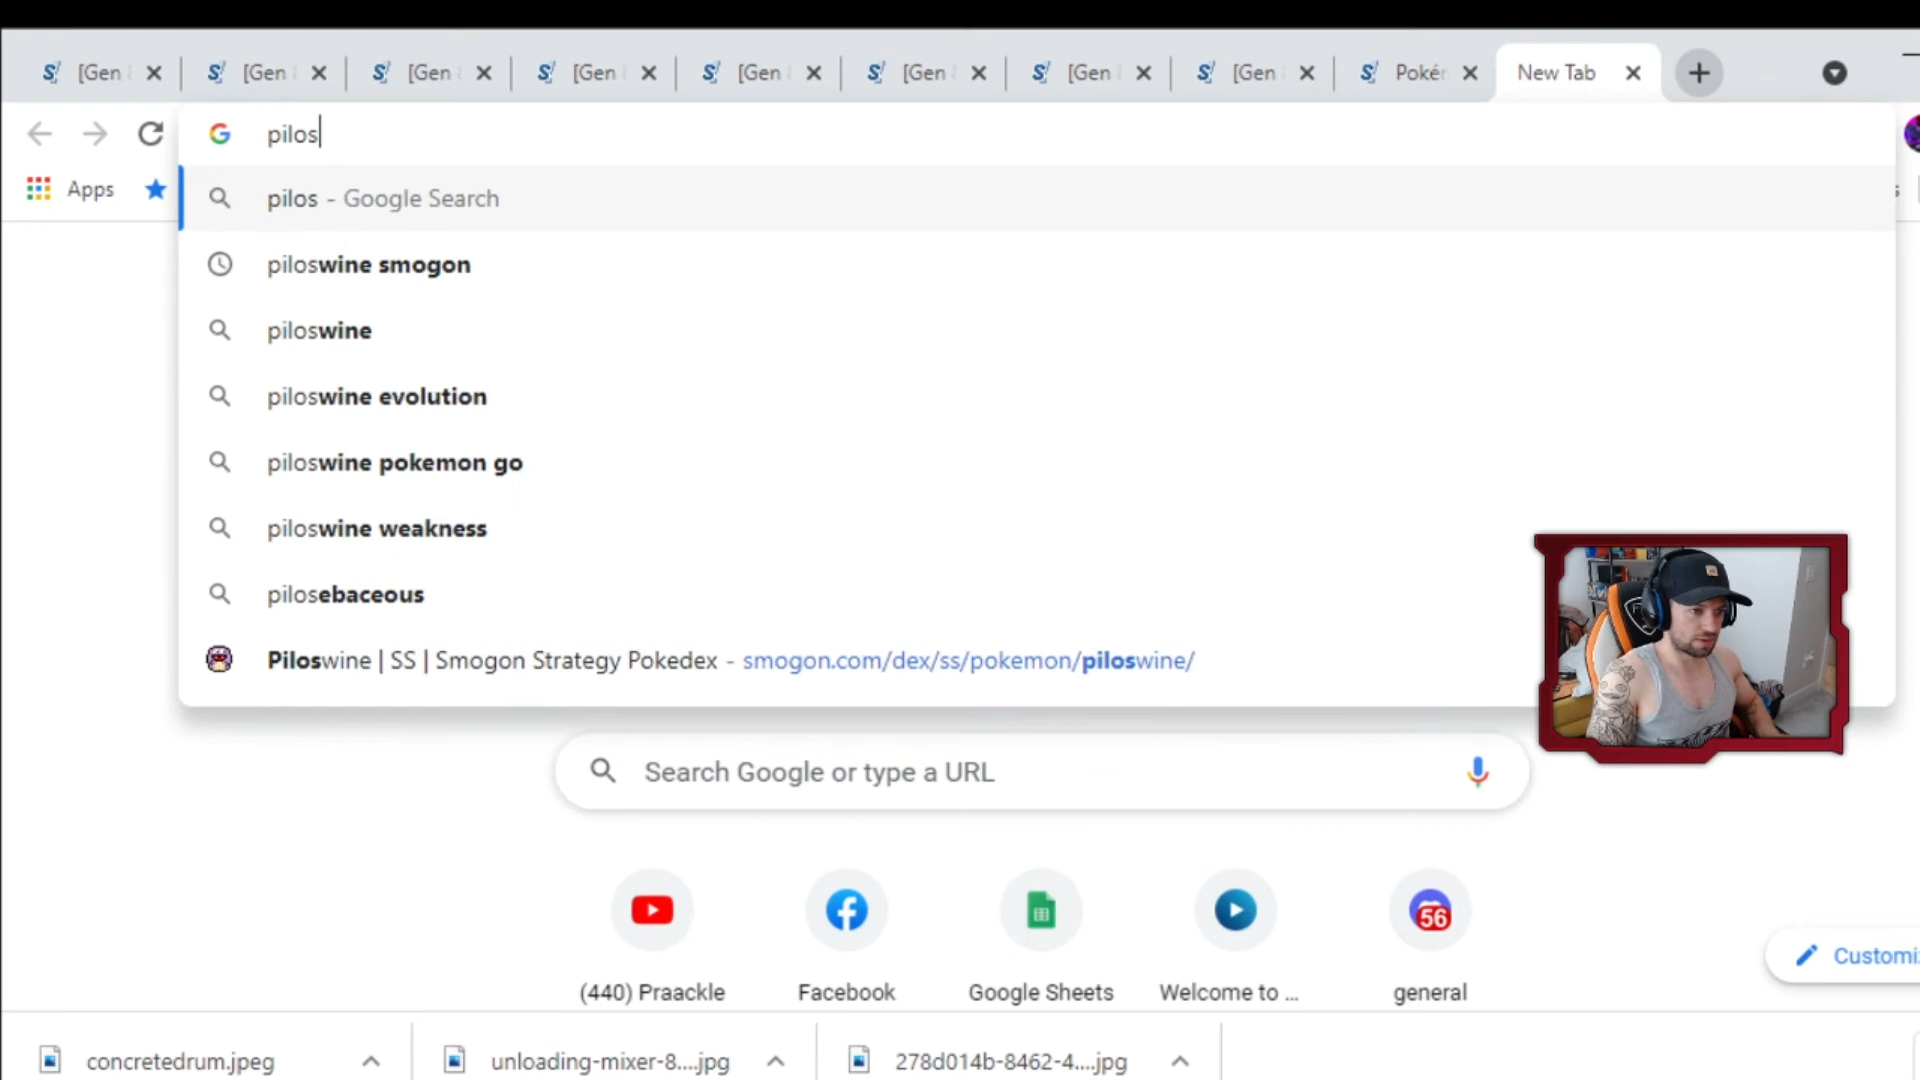 [Gen
[Gen
[Gen
[Gen
[Gen
[Gen
[Gen
[Gen
Pokér
New Tab
pilos
Apps
pilos - Google Search
piloswine smogon
piloswine
piloswine evolution
piloswine pokemon go
piloswine weakness
pilosebaceous
Piloswine | SS | Smogon Strategy Pokedex - smogon.com/dex/ss/pokemon/piloswine/
Search Google or type a URL
56
(440) Praackle
Facebook
Google Sheets
Welcome to ...
general
Customi
concretedrum.jpeg
unloading-mixer-8....jpg
278d014b-8462-4....jpg